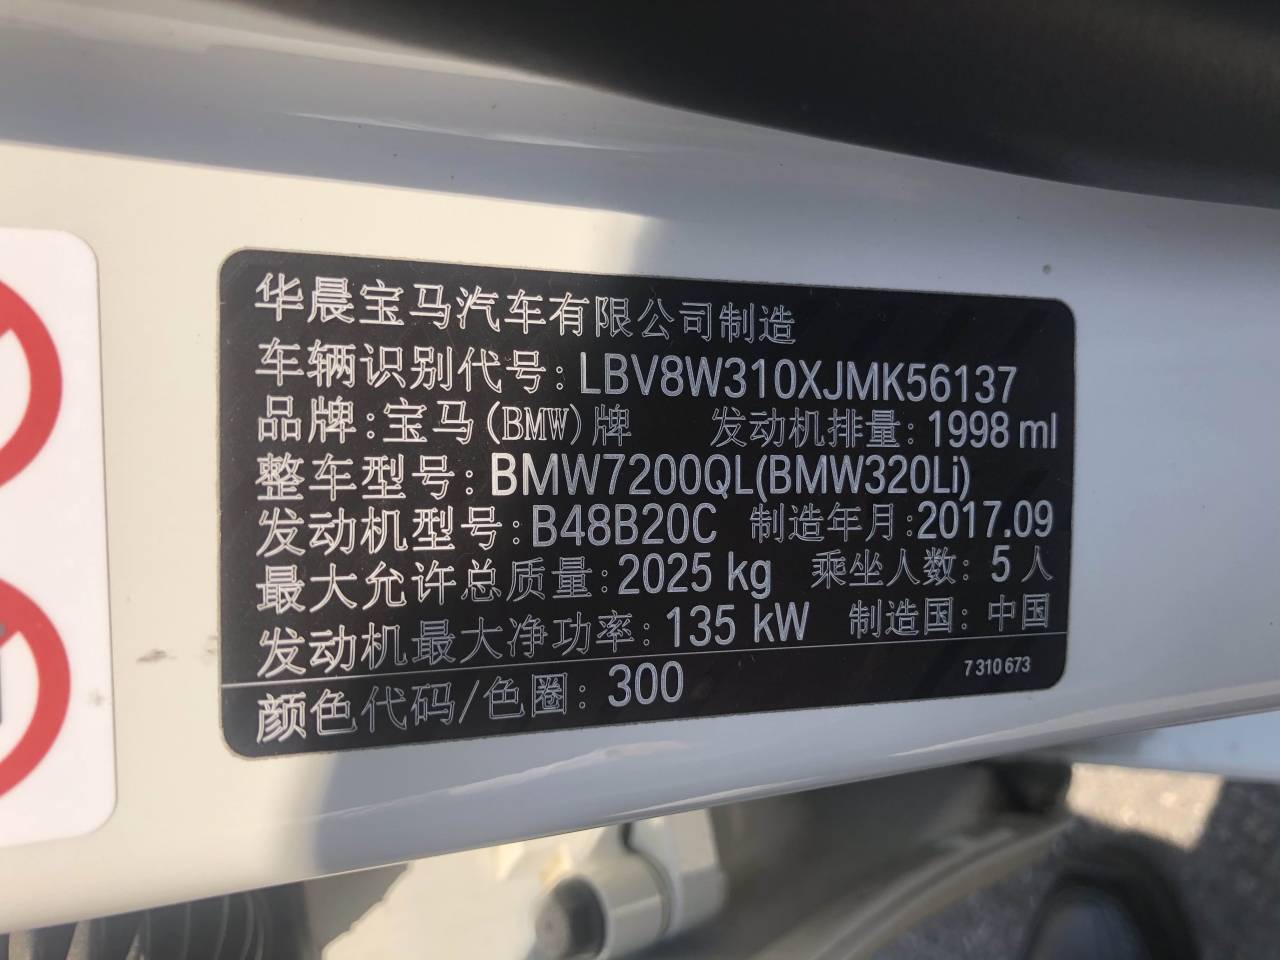 华晨宝马汽车有限公司制造
车辆识别代号: LBV8W310XJMK56137
品牌:宝马(BMW)牌 发动机排量: 1998 ml
整车型号: BMW7200QL(BMW320Li)
发动机型号: B48B20C 制造年月:2017.09
最大允许总质量: 2025 kg 乘坐人数: 5 人
发动机最大净功率: 135 kW 制造国: 中国
7 310 673
颜色代码/色圈: 300